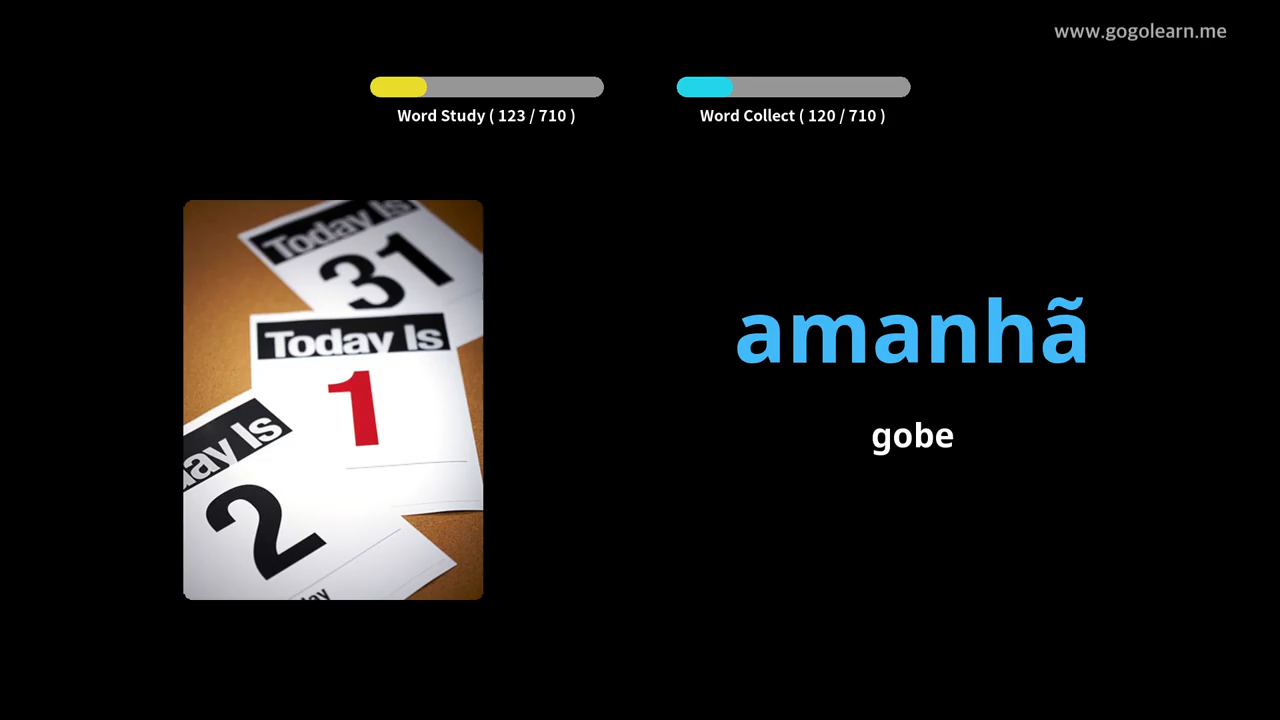 www.gogolearn.me
Word Study ( 123 / 710 )
Word Collect ( 120 / 710 )
Today Is
31
Today Is
1
ay Is
2
amanhã
gobe